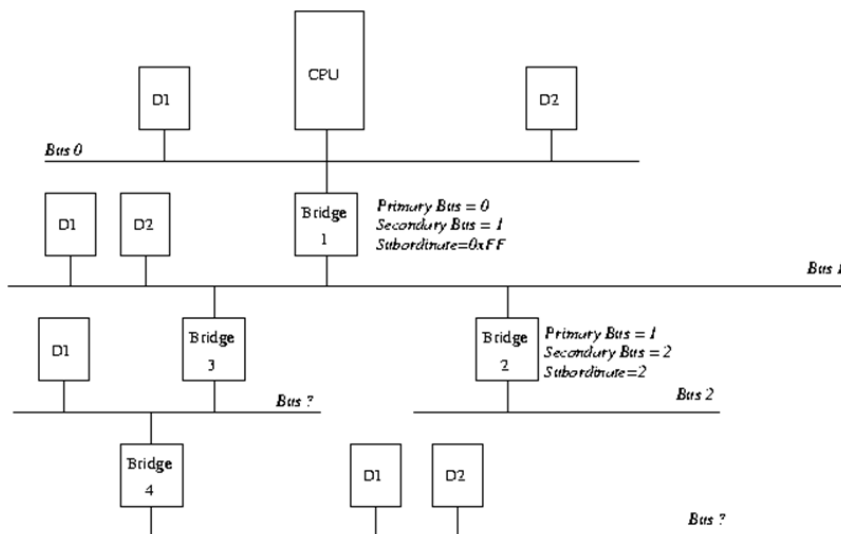 CPU
D1
D2
Bus 0
D1
D2
Bridge
1
Primary Bus = 0
Secondary Bus = 1
Subordinate=0xFF
Bus 1
D1
Bridge
3
Bridge
2
Primary Bus = 1
Secondary Bus = 2
Subordinate=2
Bus ?
Bus 2
Bridge
4
D1
D2
Bus ?